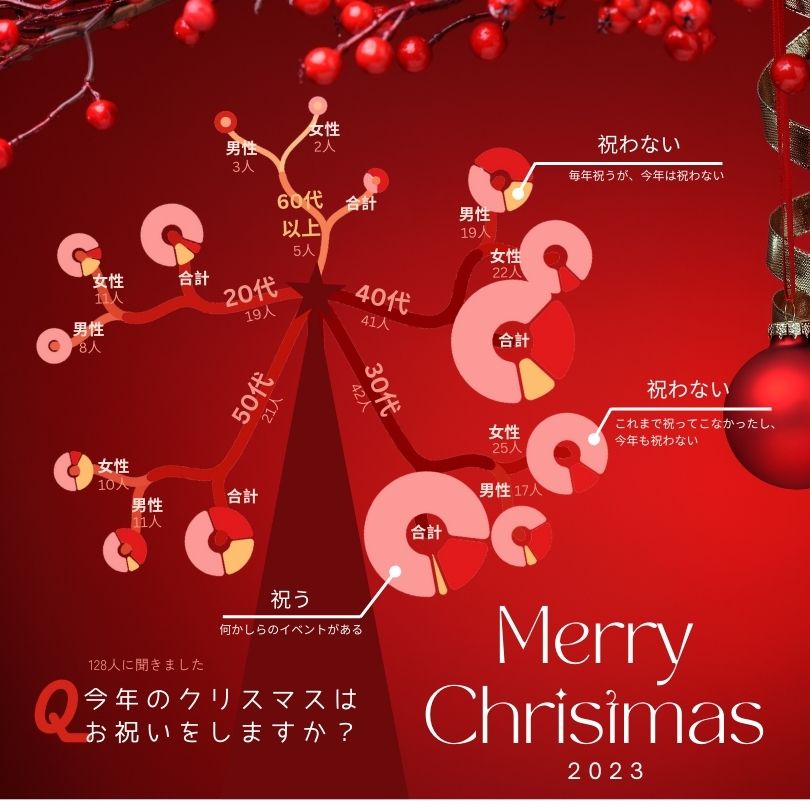 女性
2人
男性
3人
60代
以上
5人
合計
祝わない
毎年祝うが、今年は祝わない
男性
19人
女性
22人
合計
40代
41人
合計
女性
11人
男性
8人
20代
19人
30代
42人
50代
21人
祝わない
これまで祝ってこなかったし、
今年も祝わない
女性
25人
男性 17人
合計
女性
10人
男性
11人
合計
祝う
何かしらのイベントがある
128人に聞きました
Q 今年のクリスマスは
お祝いをしますか？
Merry
Christmas
2023